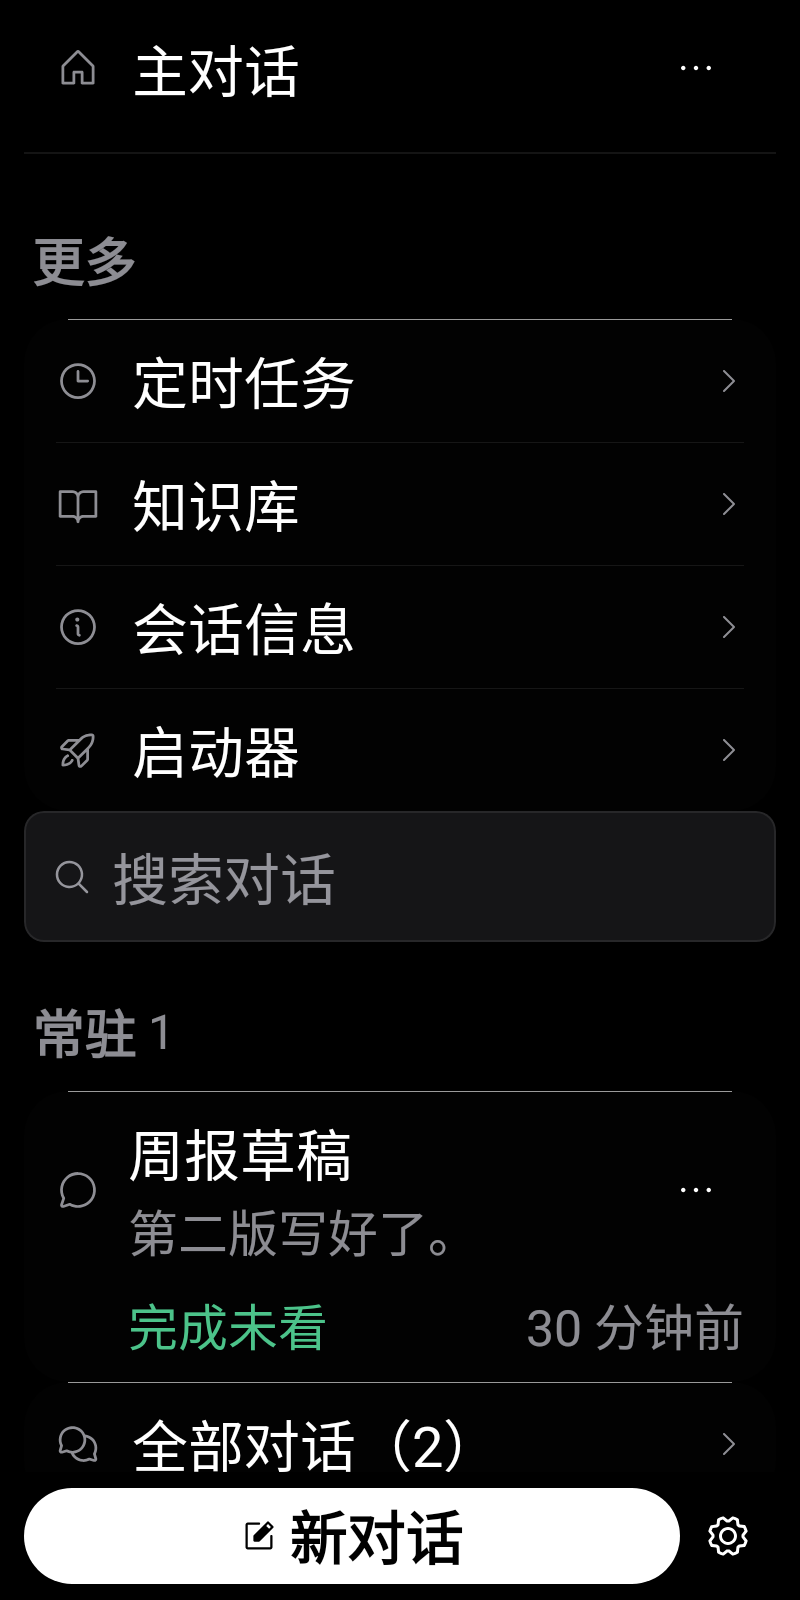 主对话
更多
定时任务
知识库
会话信息
启动器
搜索对话
常驻 1
周报草稿
第二版写好了。
完成未看 30 分钟前
全部对话（2）
新对话